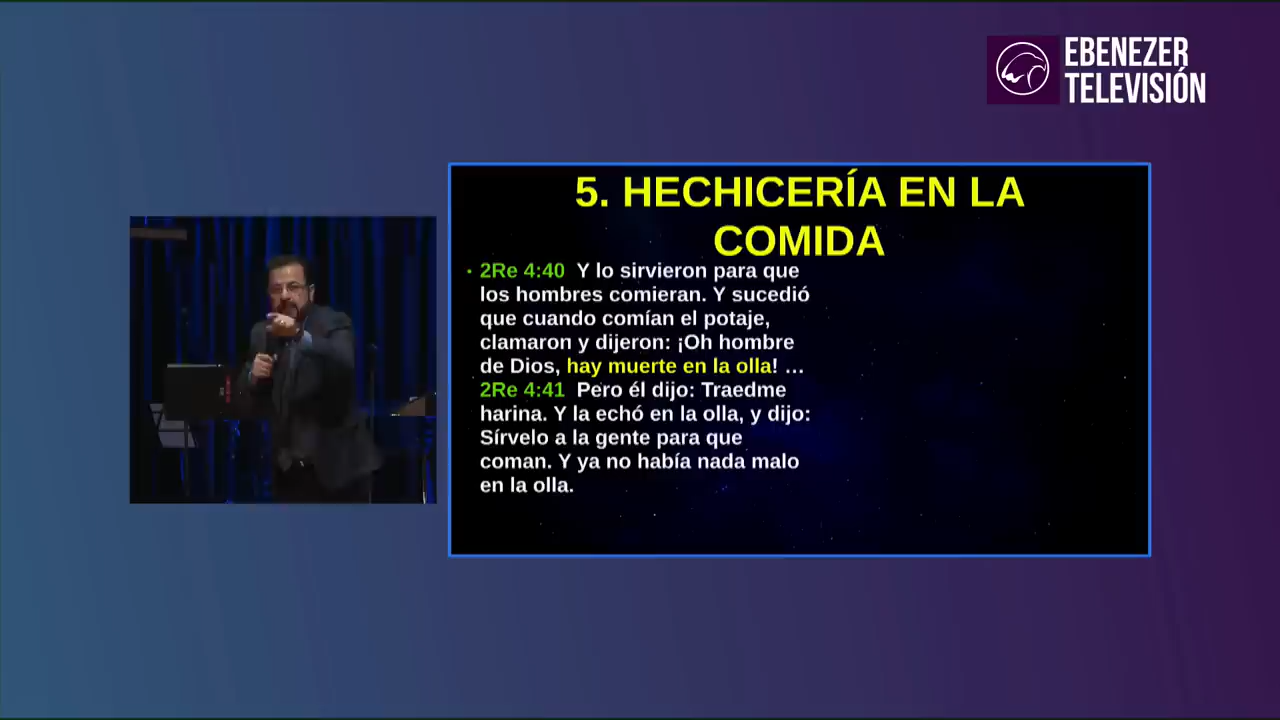 EBENEZER
TELEVISIÓN
5. HECHICERÍA EN LA
COMIDA
• 2Re 4:40 Y lo sirvieron para que
los hombres comieran. Y sucedió
que cuando comían el potaje,
clamaron y dijeron: ¡Oh hombre
de Dios, hay muerte en la olla! …
2Re 4:41 Pero él dijo: Traedme
harina. Y la echó en la olla, y dijo:
Sírvelo a la gente para que
coman. Y ya no había nada malo
en la olla.